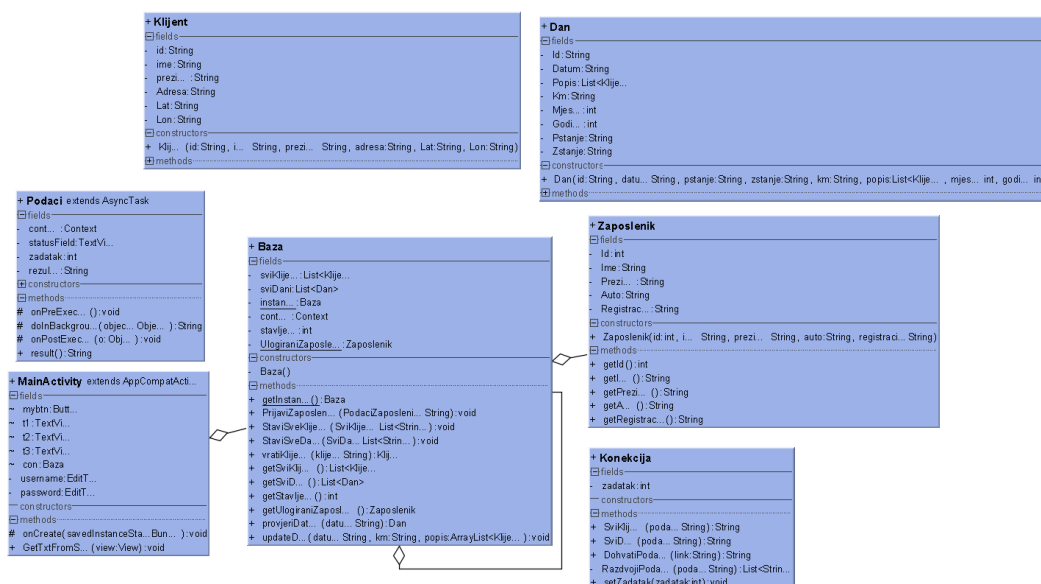 + Klijent
fields
- id:String
- ime:String
- prezi... :String
- Adresa:String
- Lat:String
- Lon:String
constructors
+ Klij... (id:String, i... String, prezi... String, adresa:String, Lat:String, Lon:String)
methods
+ Dan
fields
- Id:String
- Datum:String
- Popis:List<Klije...
- Km:String
- Mjes... :int
- Godi... :int
- Pstanje:String
- Zstanje:String
constructors
+ Dan(id:String, datu... String, pstanje:String, zstanje:String, km:String, popis:List<Klije... , mjes... int, godi... in
methods
+ Podaci extends AsyncTask
fields
- cont... :Context
- statusField:TextVi...
- zadatak:int
- rezul... :String
constructors
methods
# onPreExec... ():void
# doInBackgrou... (objec... Obje... ):String
# onPostExec... (o:Obj... ):void
+ result():String
+ MainActivity extends AppCompatActi...
fields
~ mybtn:Butt...
~ t1:TextVi...
~ t2:TextVi...
~ t3:TextVi...
~ con:Baza
- username:EditT...
- password:EditT...
constructors
methods
# onCreate(savedInstanceSta... Bun... ):void
+ GetTxtFromS... (view:View):void
+ Baza
fields
- sviKlije... :List<Klije...
- sviDani:List<Dan>
- instan... :Baza
- cont... :Context
- stavlje... :int
- UlogiraniZaposle... :Zaposlenik
constructors
- Baza()
methods
+ getInstan... ():Baza
+ PrijaviZaposlen... (PodaciZaposleni... String):void
+ StaviSveKlije... (SviKlije... List<Strin... ):void
+ StaviSveDa... (SviDa... List<Strin... ):void
+ vratiKlije... (klije... String):Klij...
+ getSviKlij... ():List<Klije...
+ getSviD... ():List<Dan>
+ getStavlje... ():int
+ getUlogiraniZaposl... ():Zaposlenik
+ provjeriDat... (datu... String):Dan
+ updateD... (datu... String, km:String, popis:ArrayList<Klije... ):void
+ Zaposlenik
fields
- Id:int
- Ime:String
- Prezi... :String
- Auto:String
- Registrac... :String
constructors
+ Zaposlenik(id:int, i... String, prezi... String, auto:String, registraci... String)
methods
+ getId():int
+ getI... ():String
+ getPrezi... ():String
+ getA... ():String
+ getRegistrac...():String
+ Konekcija
fields
- zadatak:int
constructors
methods
+ SviKlij... (poda... String):String
+ SviD... (poda... String):String
+ DohvatiPoda... (link:String):String
- RazdvojiPoda... (poda... String):List<Strin...
+ setZadatak(zadatak:int):void